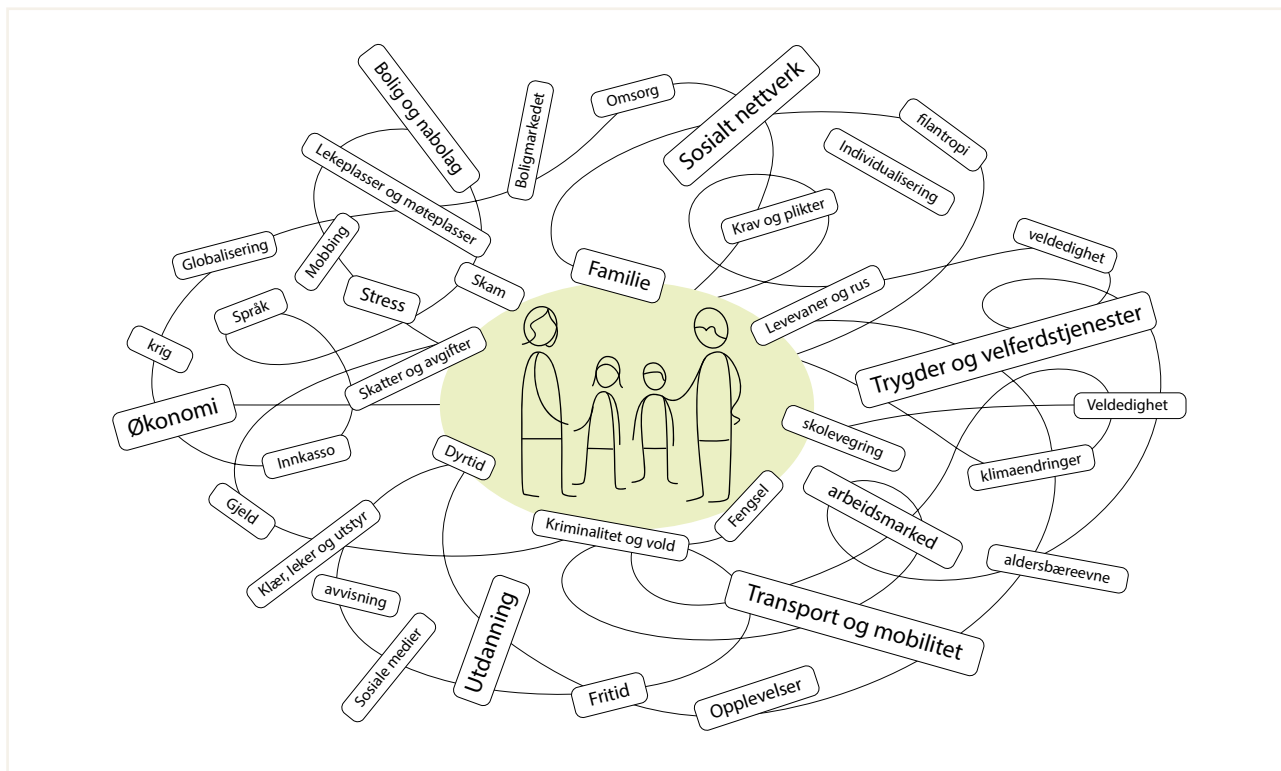 Bolig og nabolag
Boligmarkedet
Omsorg
Sosialt nettverk
filantropi
Individualisering
Lekeplasser og møteplasser
Krav og plikter
veldedighet
Globalisering
Mobbing
Skam
Familie
Stress
Levevaner og rus
Språk
Trygder og velferdstjenester
krig
Skatter og avgifter
Økonomi
Veldedighet
skolevegring
Innkasso
Dyrtid
klimaendringer
Gjeld
Fengsel
arbeidsmarked
Kriminalitet og vold
Klær, leker og utstyr
aldersbæreevne
avvisning
Transport og mobilitet
Utdanning
Sosiale medier
Fritid
Opplevelser